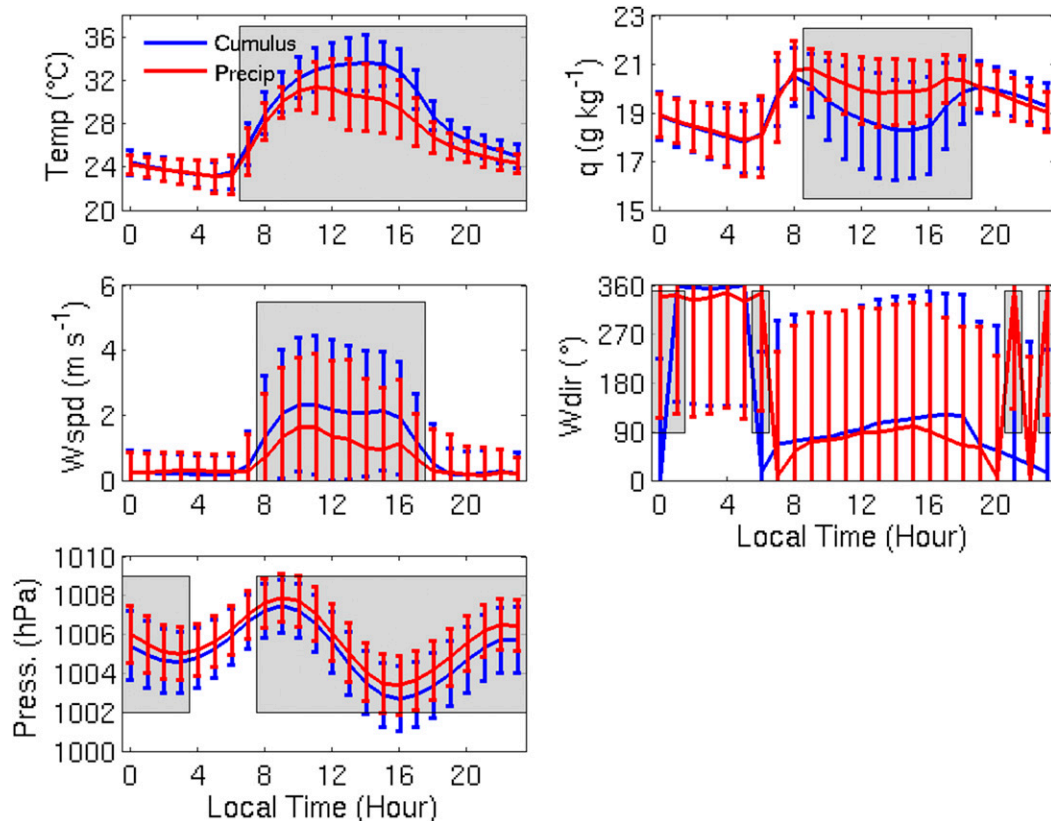 Temp (°C)
36
32
28
24
20
Cumulus
Precip
0 4 8 12 16 20
q (g kg⁻¹)
23
21
19
17
15
0 4 8 12 16 20
Wspd (m s⁻¹)
6
4
2
0
0 4 8 12 16 20
Wdir (°)
360
270
180
90
0
0 4 8 12 16 20
Local Time (Hour)
Press. (hPa)
1010
1008
1006
1004
1002
1000
0 4 8 12 16 20
Local Time (Hour)